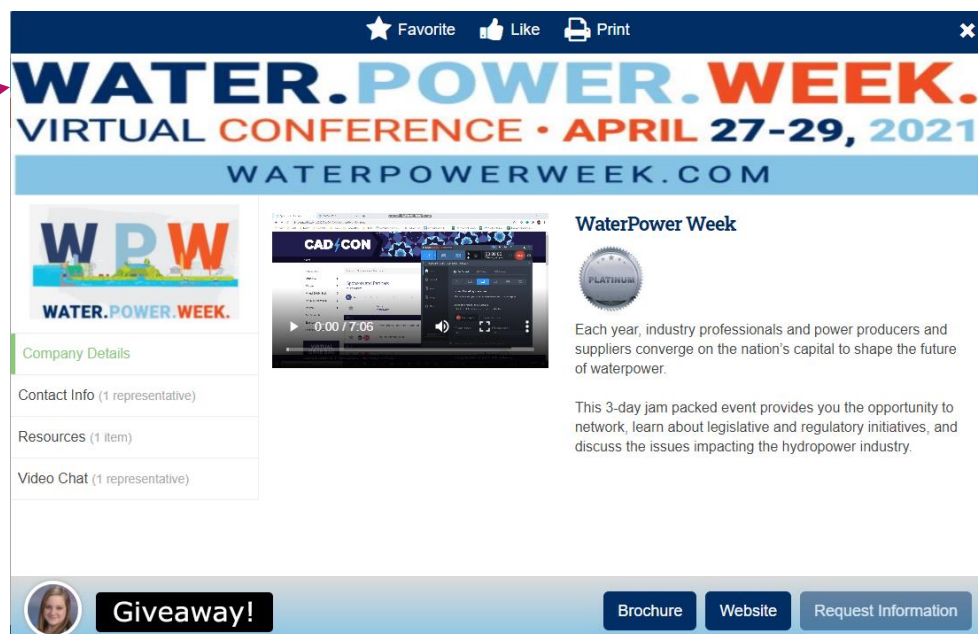 Favorite Like Print
WATER.POWER.WEEK.
VIRTUAL CONFERENCE • APRIL 27-29, 2021
WATERPOWERWEEK.COM
WPW
WATER.POWER.WEEK.
Company Details
Contact Info (1 representative)
Resources (1 item)
Video Chat (1 representative)
CAD CON
0:00 / 7:06
WaterPower Week
PLATINUM
Each year, industry professionals and power producers and
suppliers converge on the nation's capital to shape the future
of waterpower.
This 3-day jam packed event provides you the opportunity to
network, learn about legislative and regulatory initiatives, and
discuss the issues impacting the hydropower industry.
Giveaway!
Brochure Website Request Information